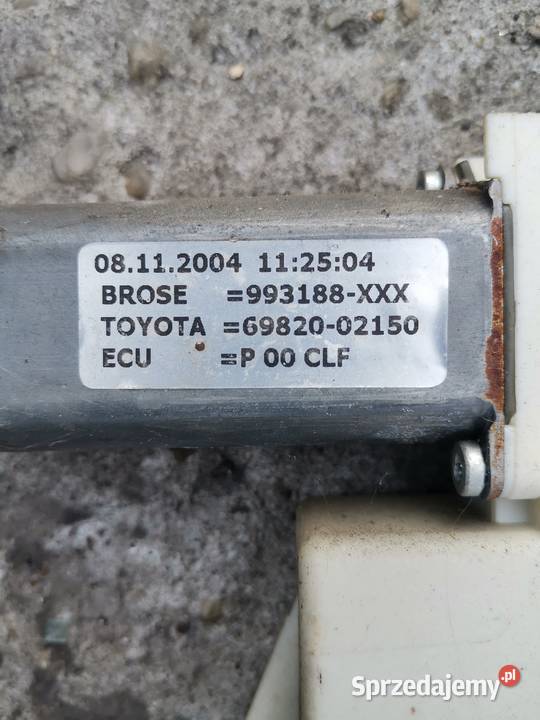 08.11.2004 11:25:04
BROSE =993188-XXX
TOYOTA =69820-02150
ECU =P 00 CLF
Sprzedajemy.pl